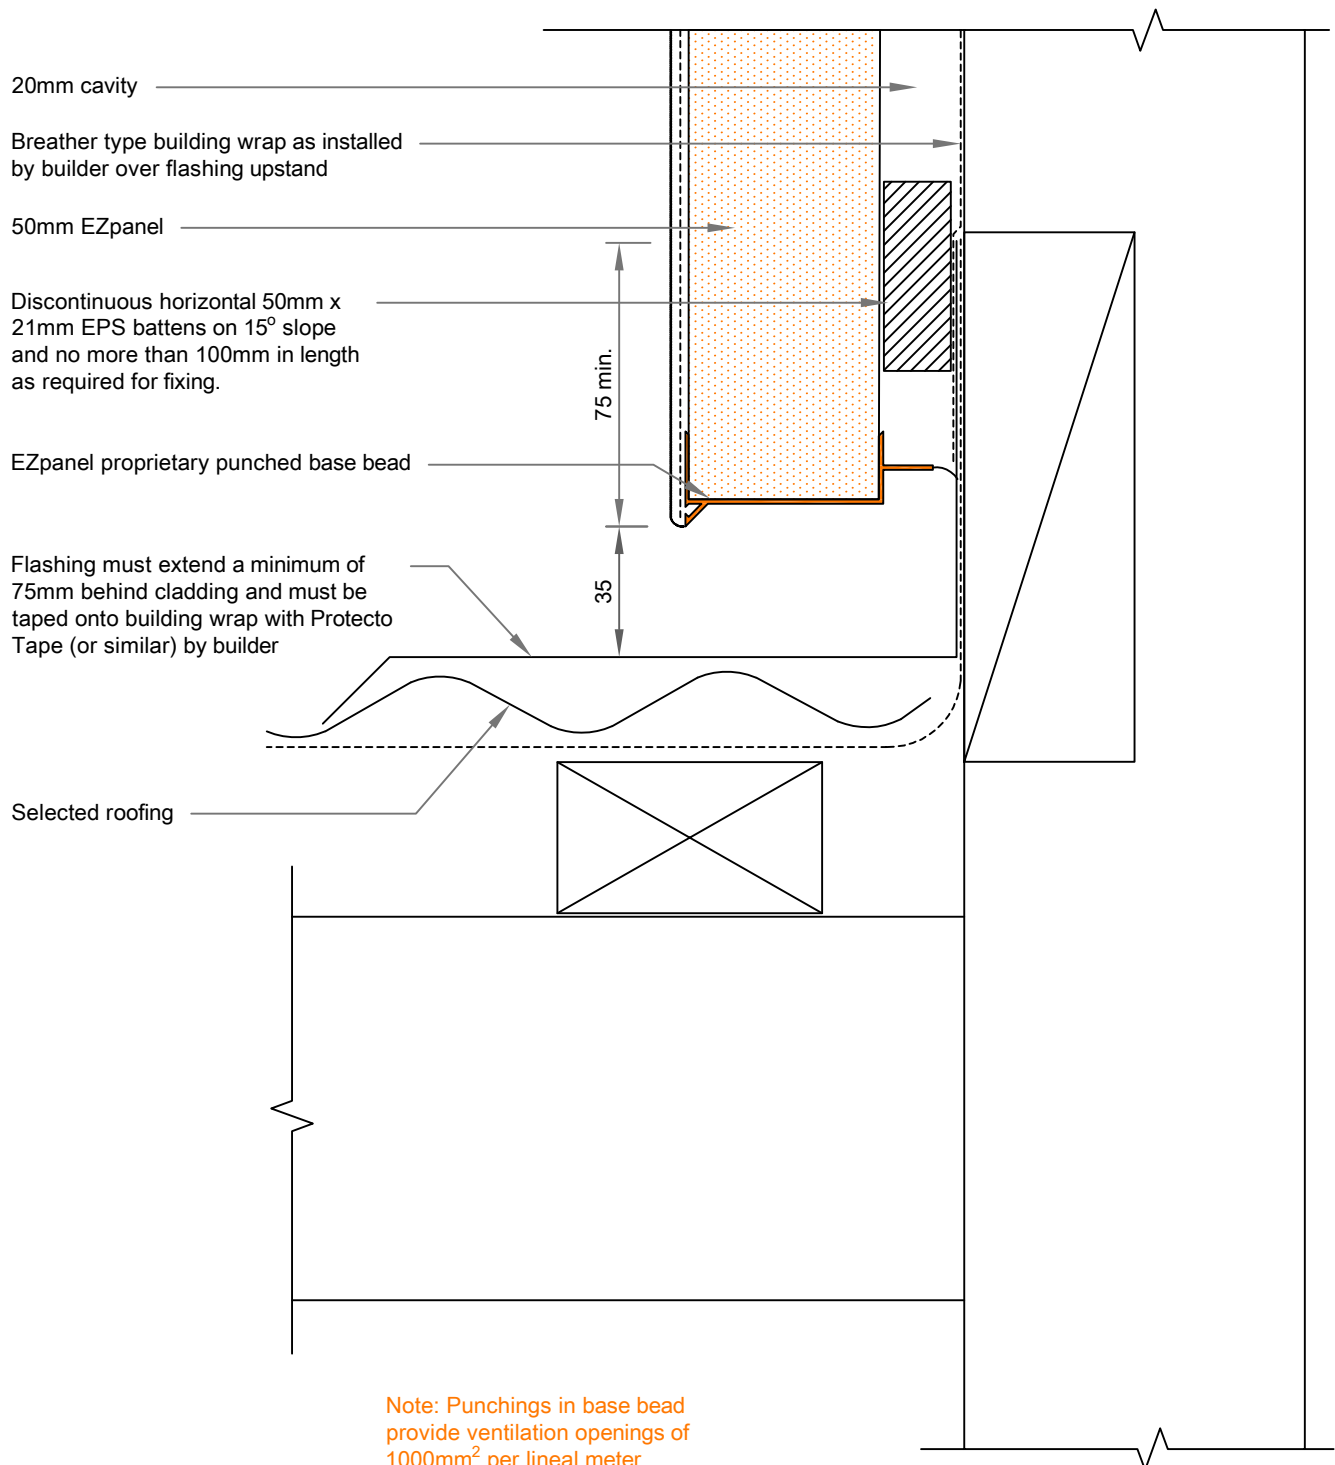 20mm cavity
Breather type building wrap as installed
by builder over flashing upstand
50mm EZpanel
Discontinuous horizontal 50mm x
21mm EPS battens on 15° slope
and no more than 100mm in length
as required for fixing.
75 min.
EZpanel proprietary punched base bead
Flashing must extend a minimum of
75mm behind cladding and must be
taped onto building wrap with Protecto
Tape (or similar) by builder
35
Selected roofing
Note: Punchings in base bead
provide ventilation openings of
1000mm² per lineal meter